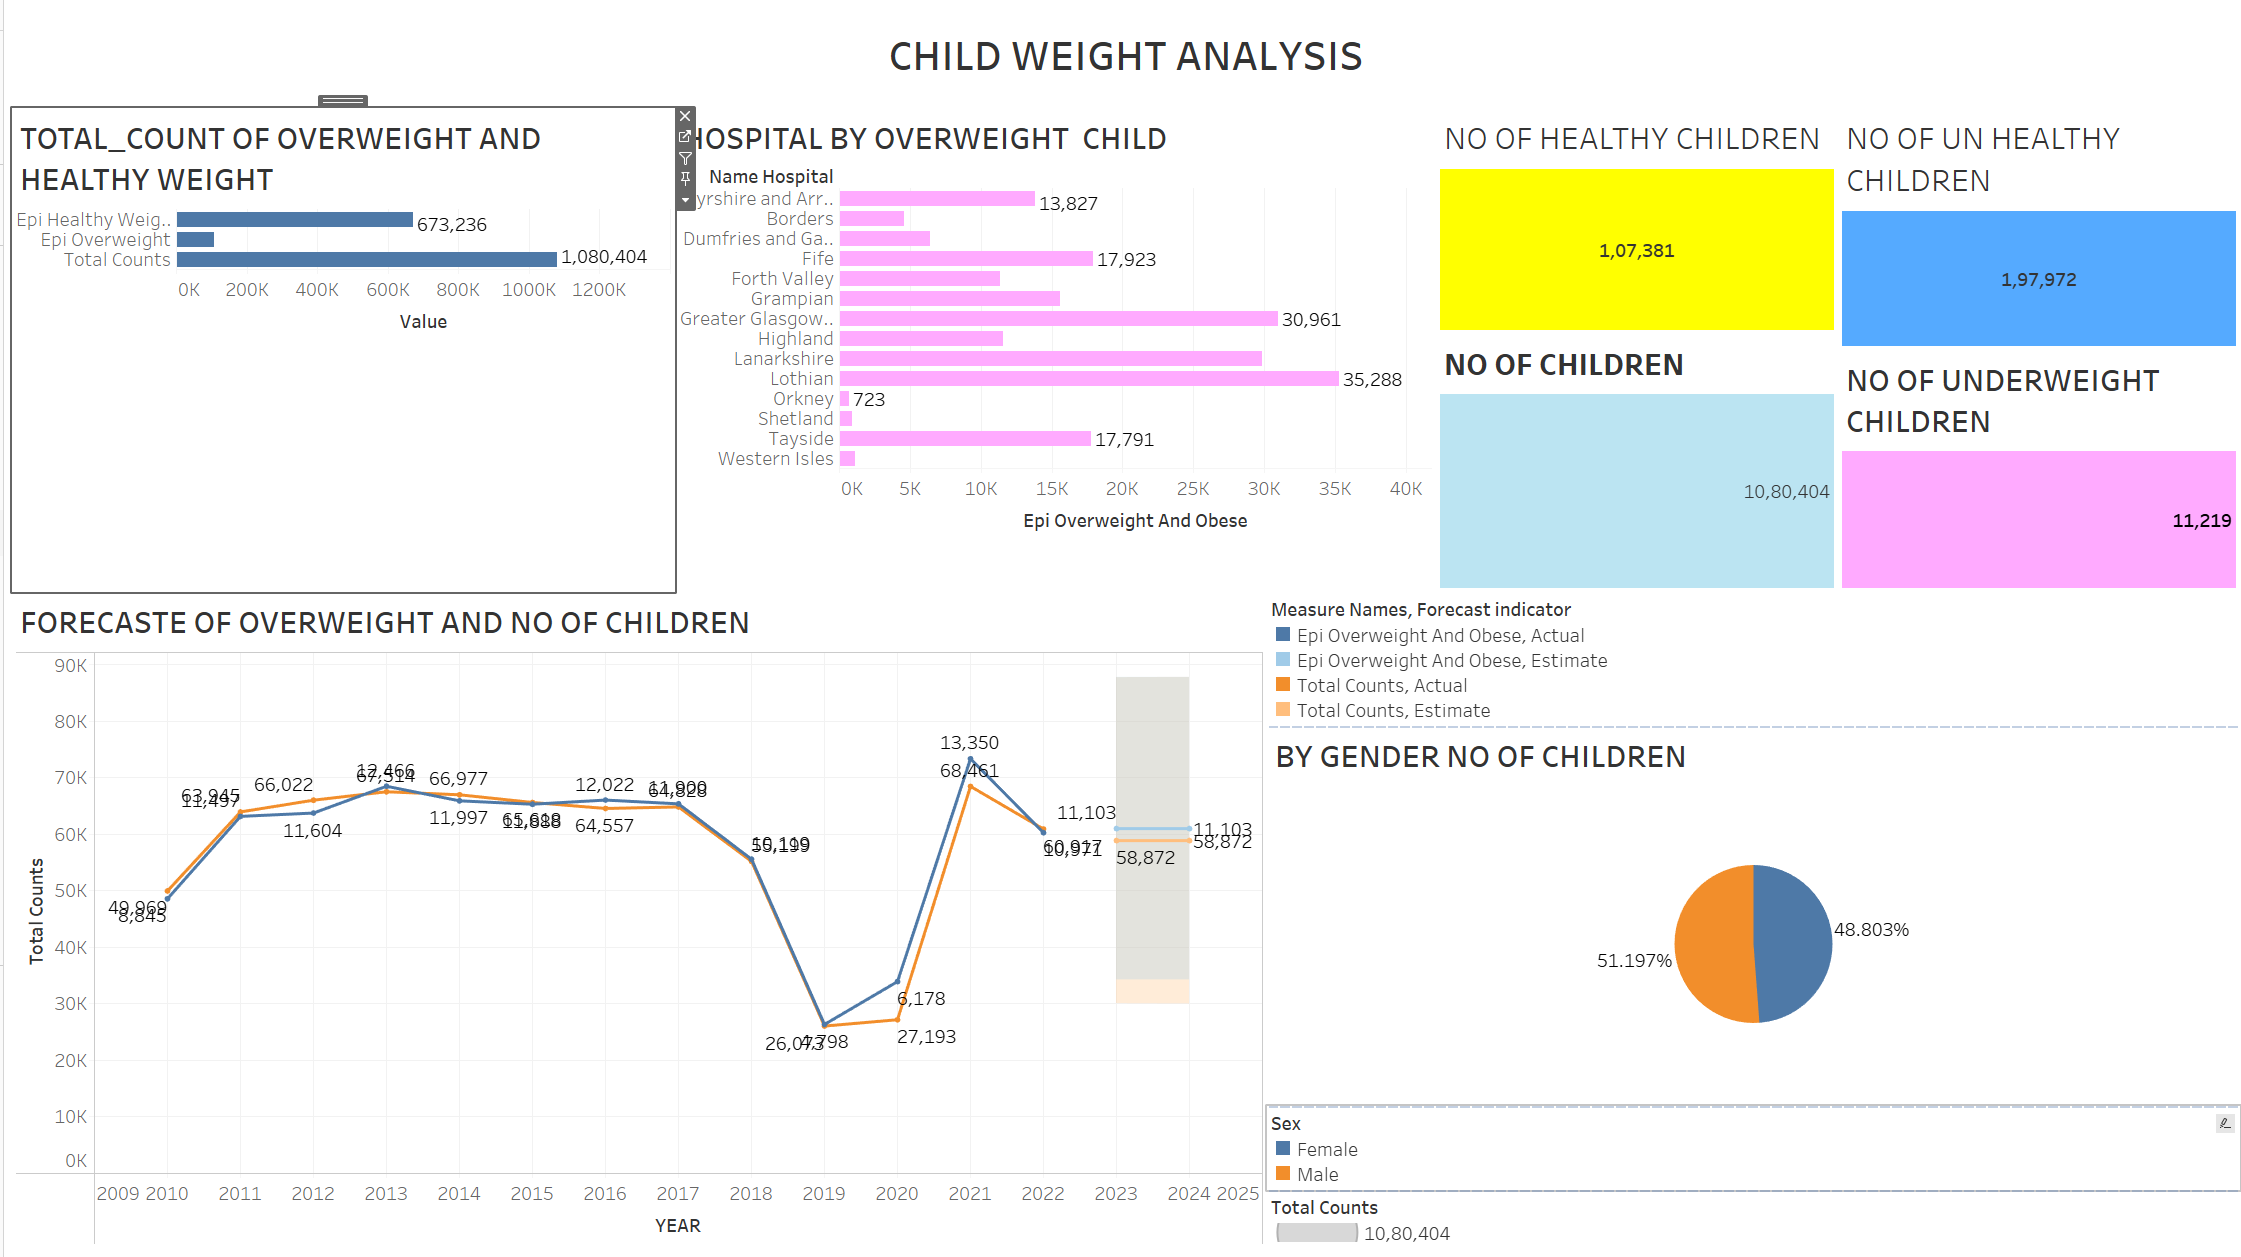 CHILD WEIGHT ANALYSIS
TOTAL_COUNT OF OVERWEIGHT AND
HEALTHY WEIGHT
Epi Healthy Weig..
673,236
Epi Overweight
Total Counts
1,080,404
0K 200K 400K 600K 800K 1000K 1200K
Value
HOSPITAL BY OVERWEIGHT CHILD
Name Hospital
yrshire and Arr..
13,827
Borders
Dumfries and Ga..
Fife
17,923
Forth Valley
Grampian
Greater Glasgow..
30,961
Highland
Lanarkshire
Lothian
35,288
Orkney
723
Shetland
Tayside
17,791
Western Isles
0K 5K 10K 15K 20K 25K 30K 35K 40K
Epi Overweight And Obese
NO OF HEALTHY CHILDREN
1,07,381
NO OF UN HEALTHY
CHILDREN
1,97,972
NO OF CHILDREN
10,80,404
NO OF UNDERWEIGHT
CHILDREN
11,219
FORECASTE OF OVERWEIGHT AND NO OF CHILDREN
Total Counts
90K
80K
70K
60K
50K
40K
30K
20K
10K
0K
49,969
8,845
63,945
11,497
66,022
11,604
12,466
67,514
66,977
11,997
11,888
12,022
64,557
11,900
64,828
10,119
26,073
4,798
6,178
27,193
13,350
68,461
60,917
10,971
11,103
58,872
11,103
58,872
2009 2010 2011 2012 2013 2014 2015 2016 2017 2018 2019 2020 2021 2022 2023 2024 2025
YEAR
Measure Names, Forecast indicator
Epi Overweight And Obese, Actual
Epi Overweight And Obese, Estimate
Total Counts, Actual
Total Counts, Estimate
BY GENDER NO OF CHILDREN
48.803%
51.197%
Sex
Female
Male
Total Counts
10,80,404